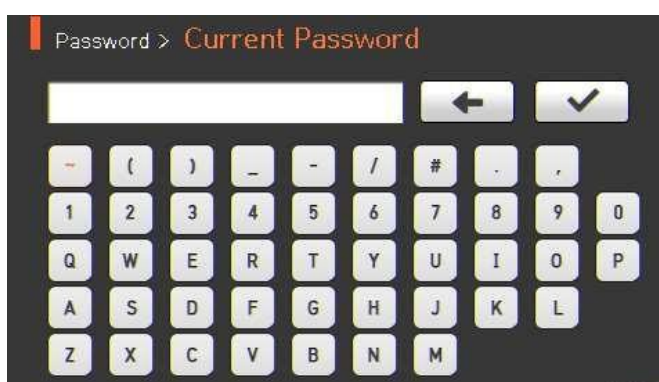 Password > Current Password
~ ( ) _ - / # . ,
1 2 3 4 5 6 7 8 9 0
Q W E R T Y U I O P
A S D F G H J K L
Z X C V B N M